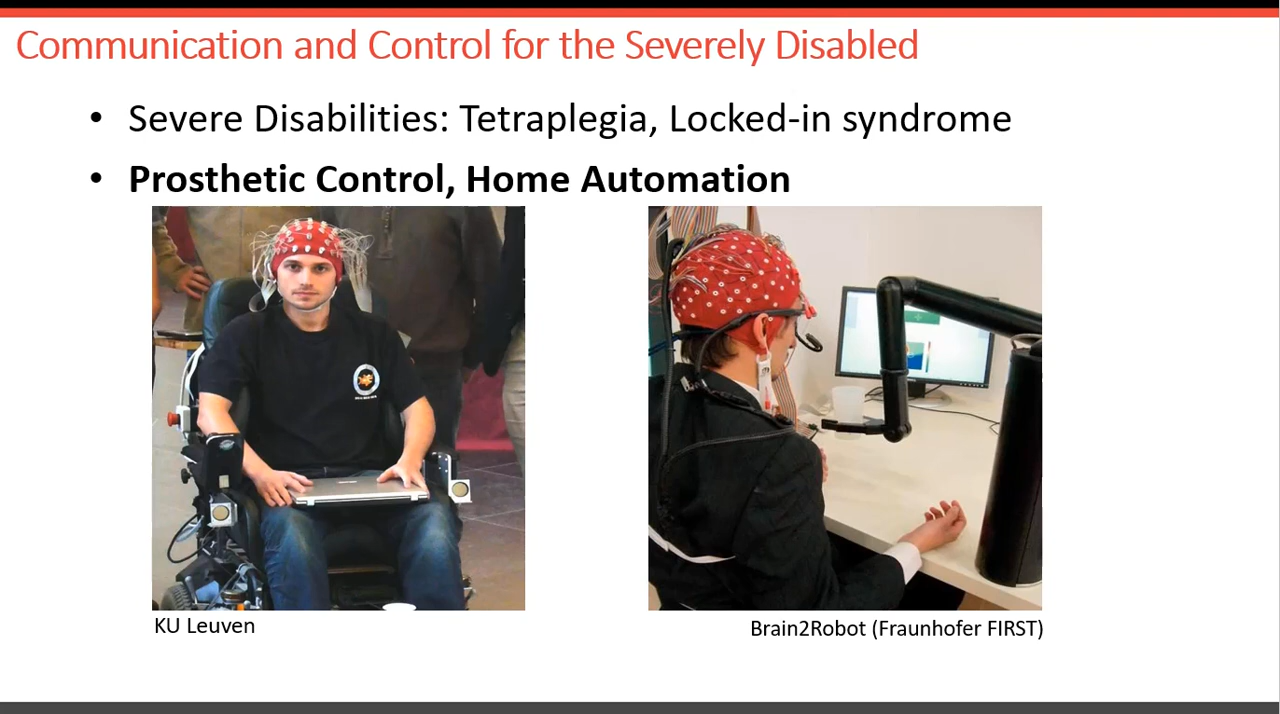 Communication and Control for the Severely Disabled
• Severe Disabilities: Tetraplegia, Locked-in syndrome
• Prosthetic Control, Home Automation
KU Leuven
Brain2Robot (Fraunhofer FIRST)